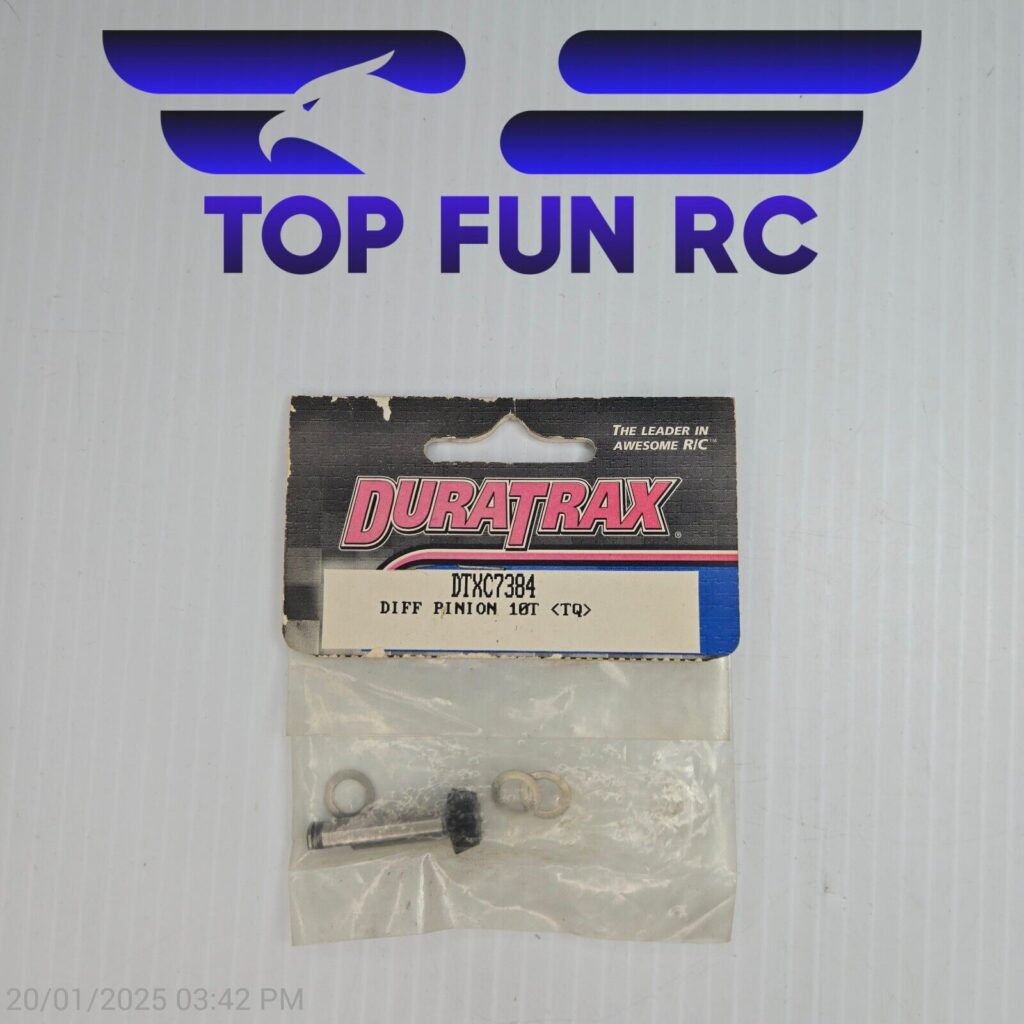 TOP FUN RC
THE LEADER IN
AWESOME R/C™
DURATRAX®
DTXC7384
DIFF PINION 10T <TQ>
20/01/2025 03:42 PM